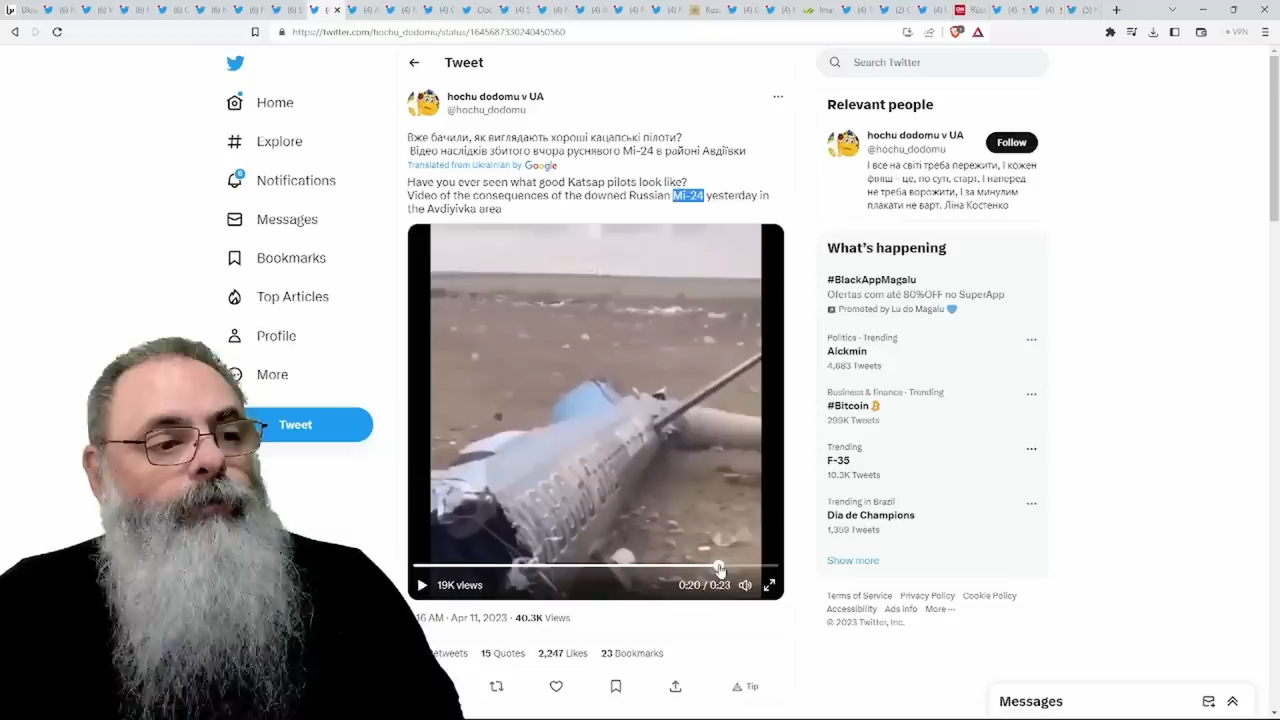 https://twitter.com/hochu_dodomu/status/1645687330240450560
VPN
Home
Explore
Notifications
6
Messages
Bookmarks
Top Articles
Profile
More
Tweet
Tweet
hochu dodomu v UA
@hochu_dodomu
Вже бачили, як виглядають хороші кацапські пілоти?
Відео наслідків збитого вчора руснявого Мі-24 в районі Авдіївки
Translated from Ukrainian by Google
Have you ever seen what good Katsap pilots look like?
Video of the consequences of the downed Russian Mi-24 yesterday in
the Avdiyivka area
19K views
0:20 / 0:23
16 AM · Apr 11, 2023 · 40.3K Views
etweets 15 Quotes 2,247 Likes 23 Bookmarks
Tip
Search Twitter
Relevant people
hochu dodomu v UA
@hochu_dodomu
Follow
І все на світі треба пережити, І кожен
фініш – це, по суті, старт, І наперед
не треба ворожити, І за минулим
плакати не варт. Ліна Костенко
What's happening
#BlackAppMagalu
Ofertas com até 80%OFF no SuperApp
Promoted by Lu do Magalu
Politics · Trending
Alckmin
4,683 Tweets
Business & finance · Trending
#Bitcoin
299K Tweets
Trending
F-35
10.3K Tweets
Trending in Brazil
Dia de Champions
1,359 Tweets
Show more
Terms of Service Privacy Policy Cookie Policy
Accessibility Ads info More ···
© 2023 Twitter, Inc.
Messages